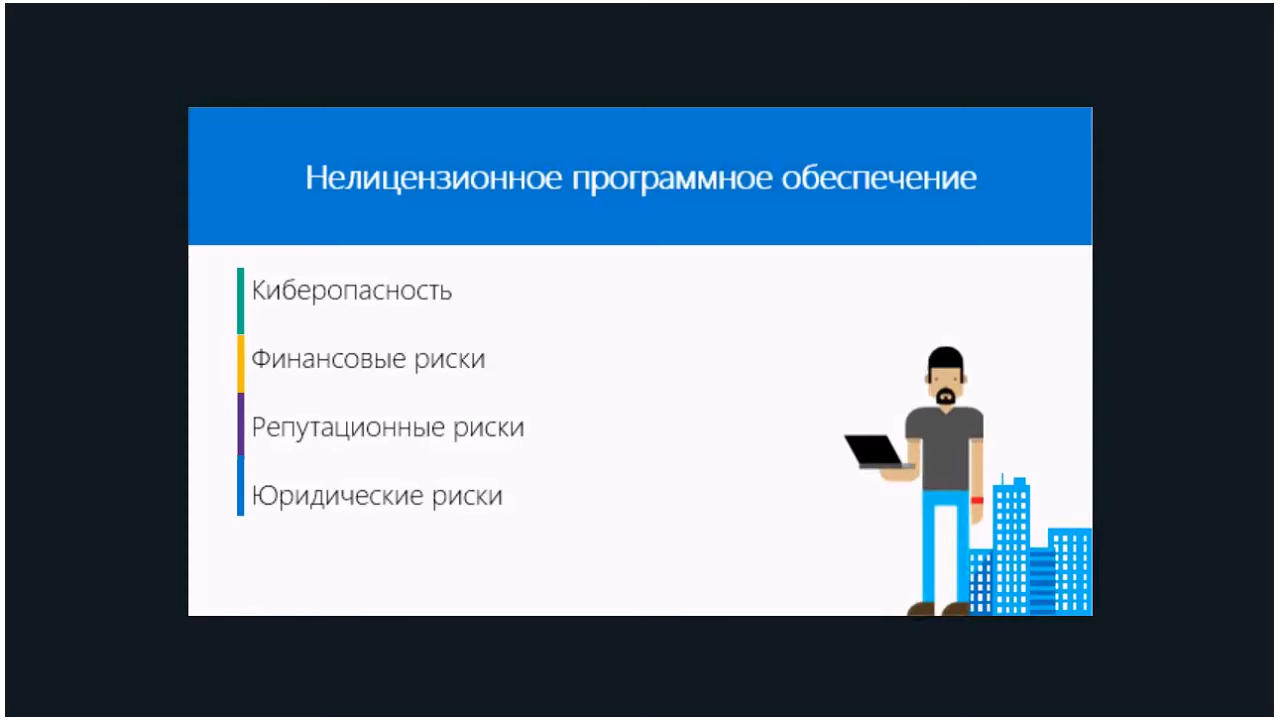 Нелицензионное программное обеспечение
Киберопасность
Финансовые риски
Репутационные риски
Юридические риски